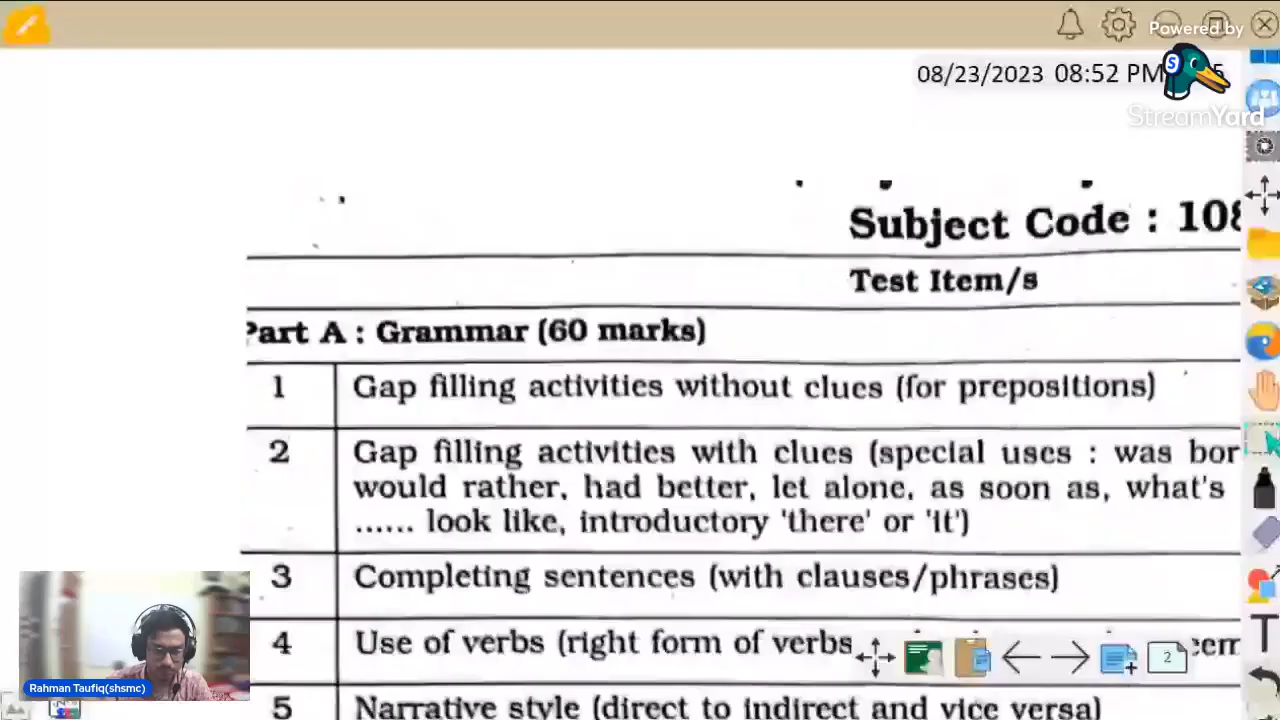 Powered by
08/23/2023 08:52 PM
StreamYard
Subject Code : 108
Test Item/s
Part A : Grammar (60 marks)
1 Gap filling activities without clues (for prepositions)
2 Gap filling activities with clues (special uses : was bor
would rather, had better, let alone, as soon as, what's
...... look like, introductory 'there' or 'it')
3 Completing sentences (with clauses/phrases)
4 Use of verbs (right form of verbs
5 Narrative style (direct to indirect and vice versa)
2
Rahman Taufiq(shsmc)